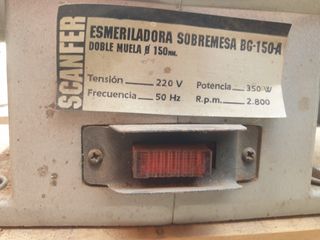 SCANFER
ESMERILADORA SOBREMESA BG-150-A
DOBLE MUELA Ø 150mm.
Tensión 220 V Potencia 350 W
Frecuencia 50 Hz R.p.m. 2.800